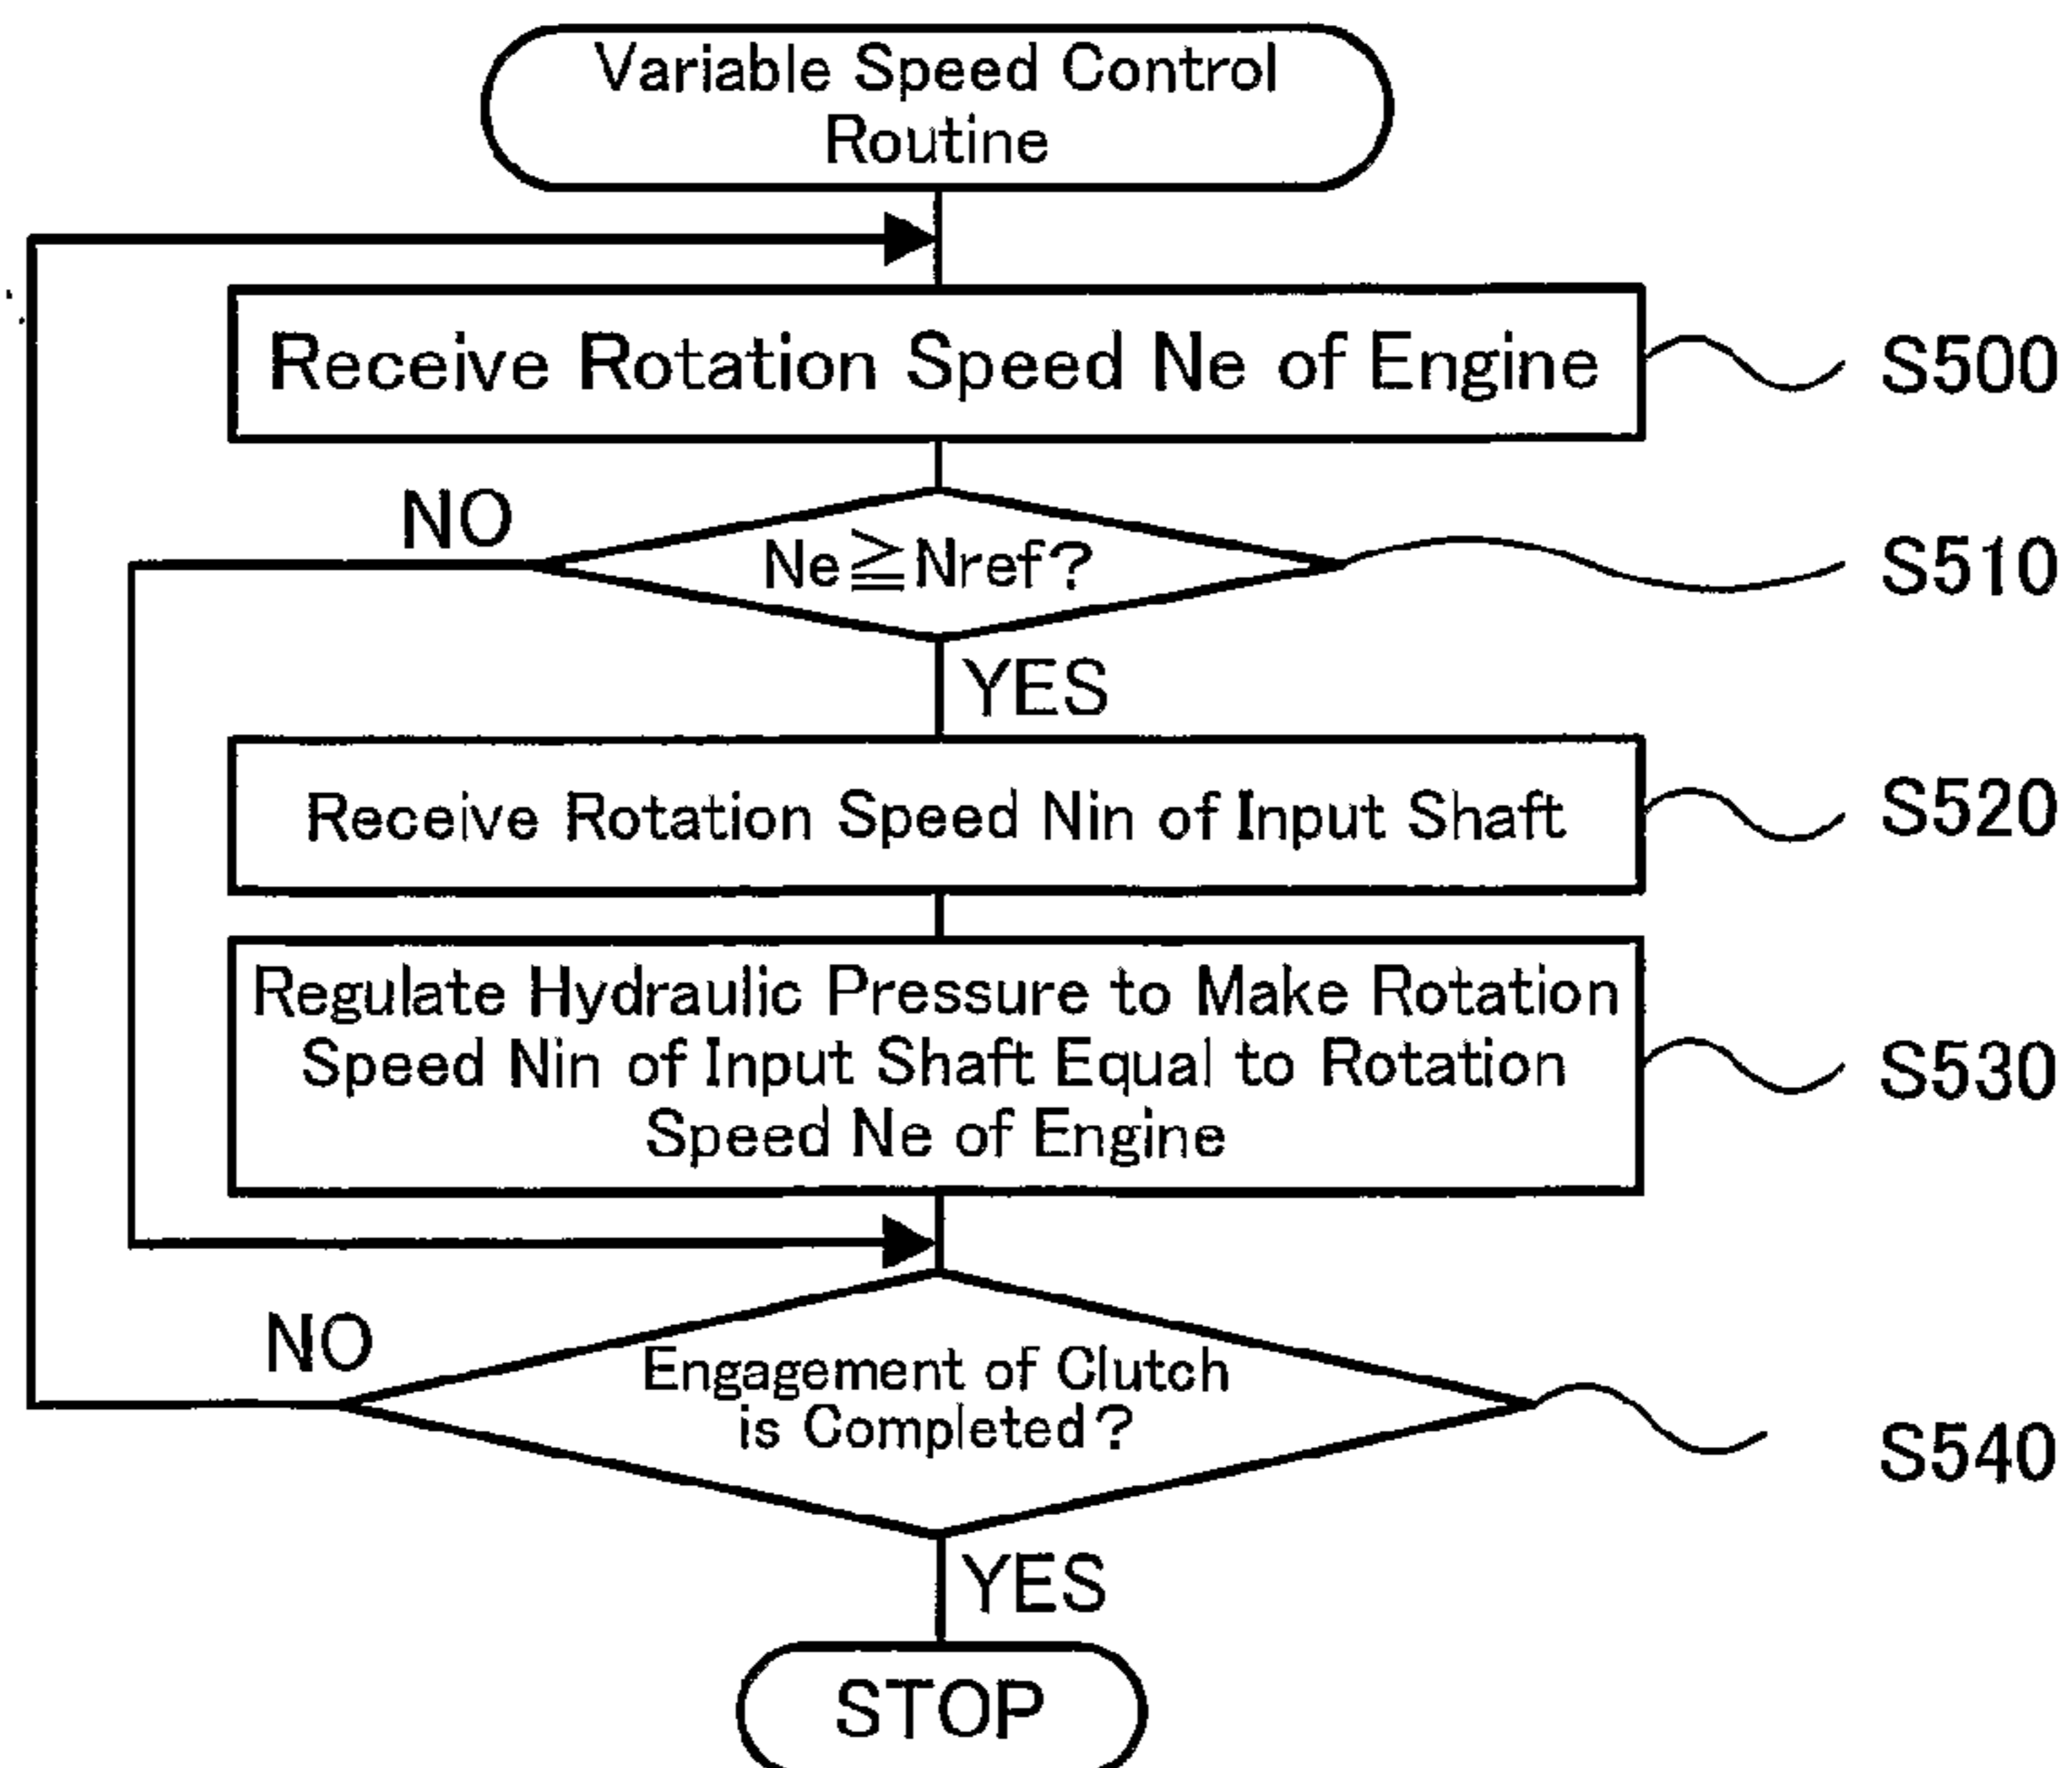 Variable Speed Control
Routine
Receive Rotation Speed Ne of Engine
S500
NO
Ne≧Nref?
S510
YES
Receive Rotation Speed Nin of Input Shaft
S520
Regulate Hydraulic Pressure to Make Rotation
Speed Nin of Input Shaft Equal to Rotation
Speed Ne of Engine
S530
NO
Engagement of Clutch
is Completed?
S540
YES
STOP